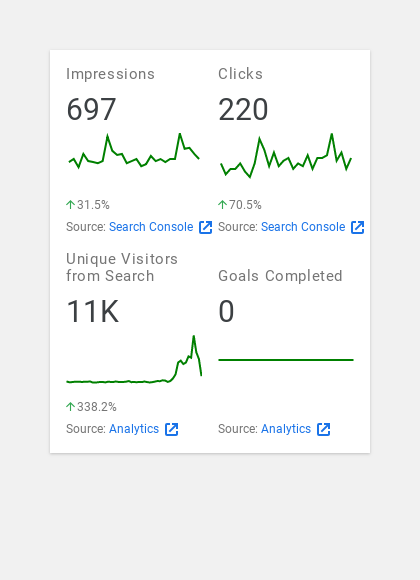 Impressions
697
31.5%
Source: Search Console
Clicks
220
70.5%
Source: Search Console
Unique Visitors
from Search
11K
338.2%
Source: Analytics
Goals Completed
0
Source: Analytics